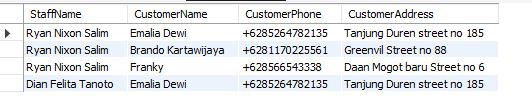 StaffName CustomerName CustomerPhone CustomerAddress
Ryan Nixon Salim Emalia Dewi +6285264782135 Tanjung Duren street no 185
Ryan Nixon Salim Brando Kartawijaya +6281170225561 Greenvil Street no 88
Ryan Nixon Salim Franky +628566543338 Daan Mogot baru Street no 6
Dian Felita Tanoto Emalia Dewi +6285264782135 Tanjung Duren street no 185